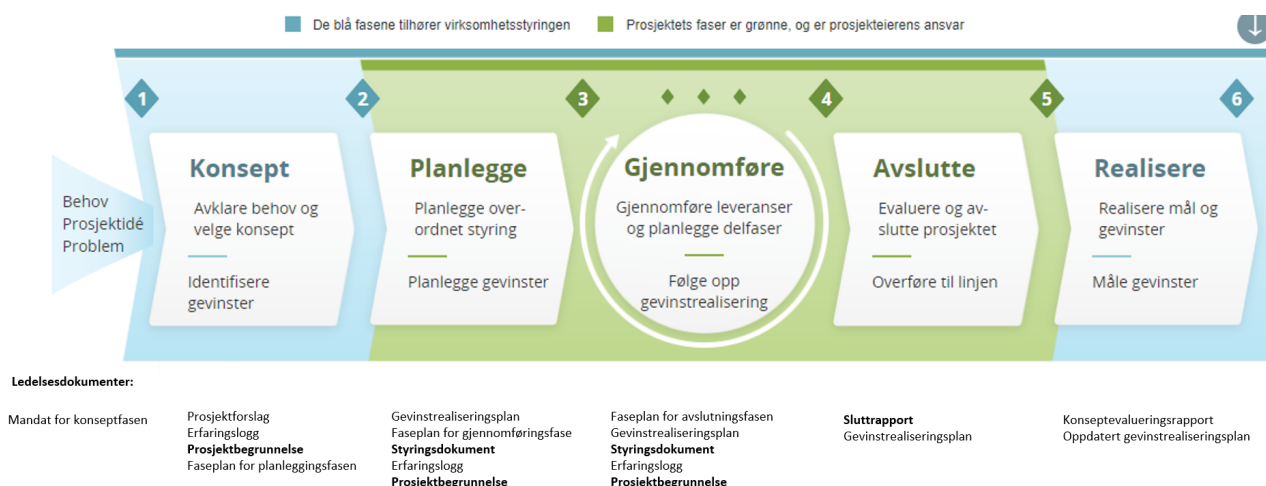 De blå fasene tilhører virksomhetsstyringen
Prosjektets faser er grønne, og er prosjekteierens ansvar
1
2
3
4
5
6
Behov
Prosjektidé
Problem
Konsept
Avklare behov og
velge konsept
Identifisere
gevinster
Planlegge
Planlegge over-
ordnet styring
Planlegge gevinster
Gjennomføre
Gjennomføre leveranser
og planlegge delfaser
Følge opp
gevinstrealisering
Avslutte
Evaluere og av-
slutte prosjektet
Overføre til linjen
Realisere
Realisere mål og
gevinster
Måle gevinster
Ledelsesdokumenter:
Mandat for konseptfasen
Prosjektforslag
Erfaringslogg
Prosjektbegrunnelse
Faseplan for planleggingsfasen
Gevinstrealiseringsplan
Faseplan for gjennomføringsfase
Styringsdokument
Erfaringslogg
Prosjektbegrunnelse
Faseplan for avslutningsfasen
Gevinstrealiseringsplan
Styringsdokument
Erfaringslogg
Prosjektbegrunnelse
Sluttrapport
Gevinstrealiseringsplan
Konseptevalueringsrapport
Oppdatert gevinstrealiseringsplan